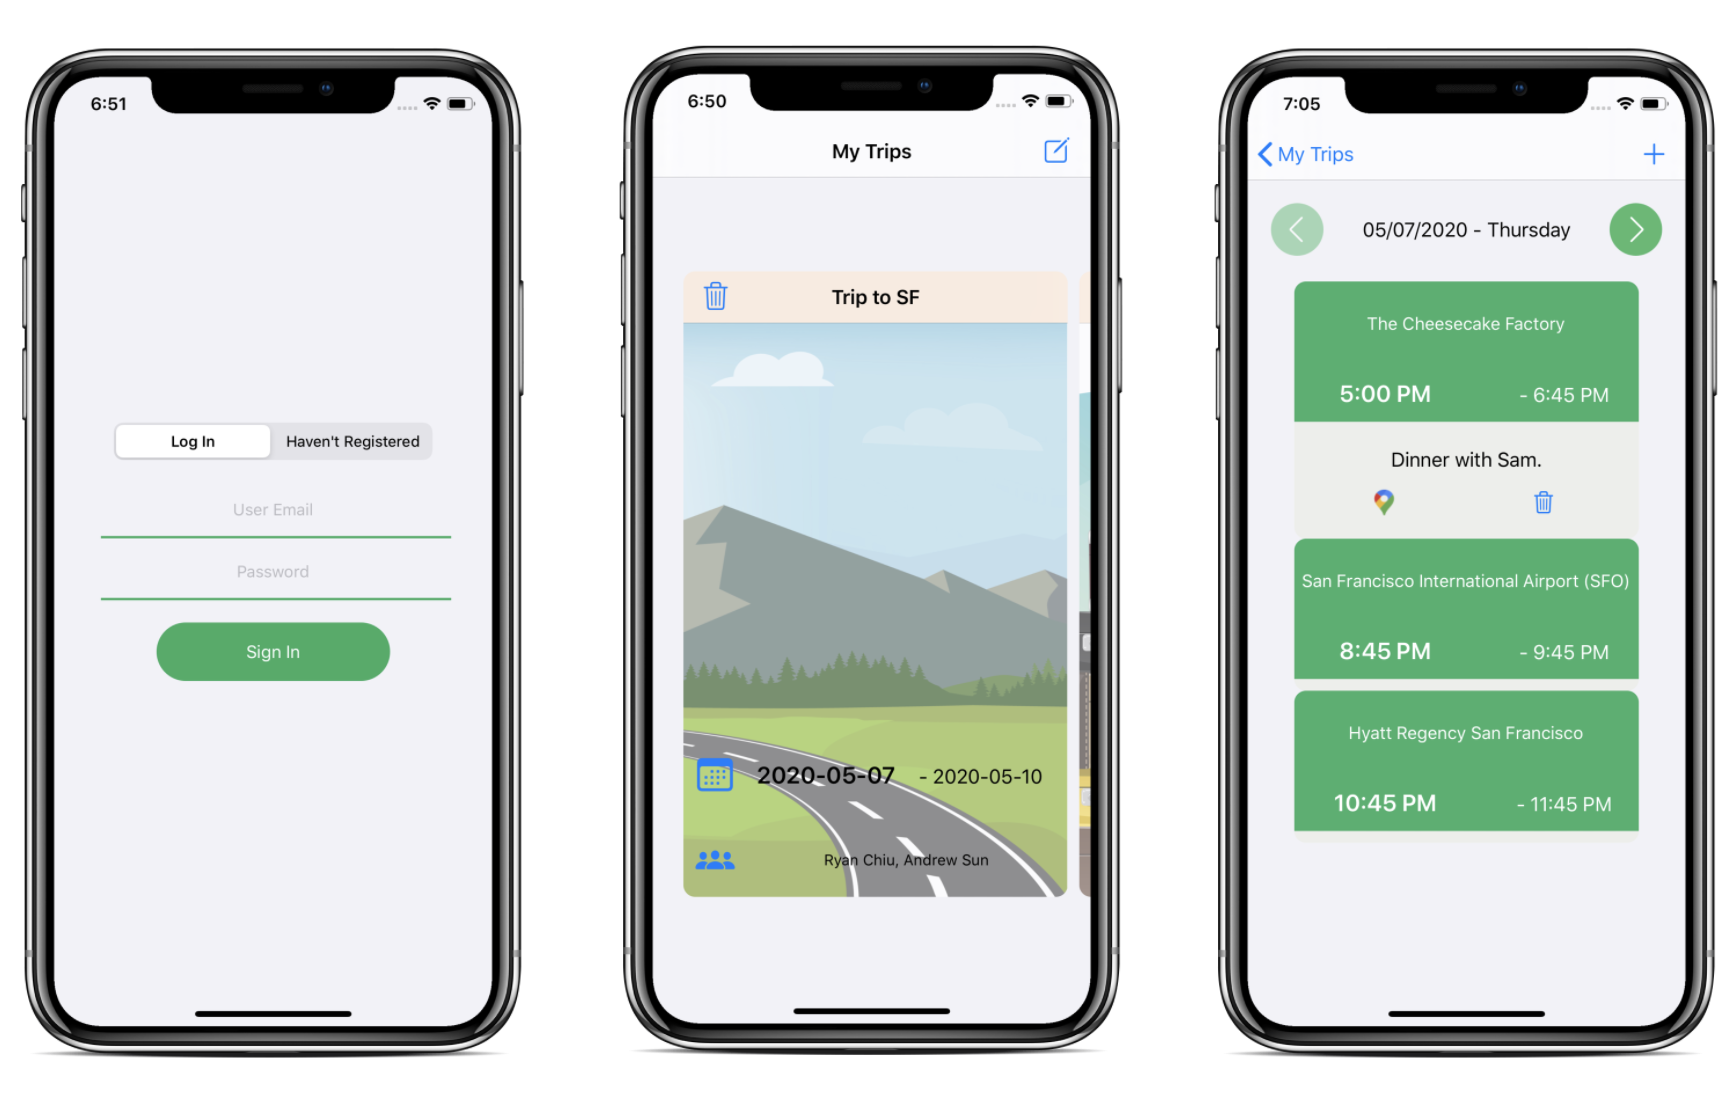 6:51
Log In Haven't Registered
User Email
Password
Sign In
6:50
My Trips
Trip to SF
2020-05-07 - 2020-05-10
Ryan Chiu, Andrew Sun
7:05
My Trips
05/07/2020 - Thursday
The Cheesecake Factory
5:00 PM - 6:45 PM
Dinner with Sam.
San Francisco International Airport (SFO)
8:45 PM - 9:45 PM
Hyatt Regency San Francisco
10:45 PM - 11:45 PM